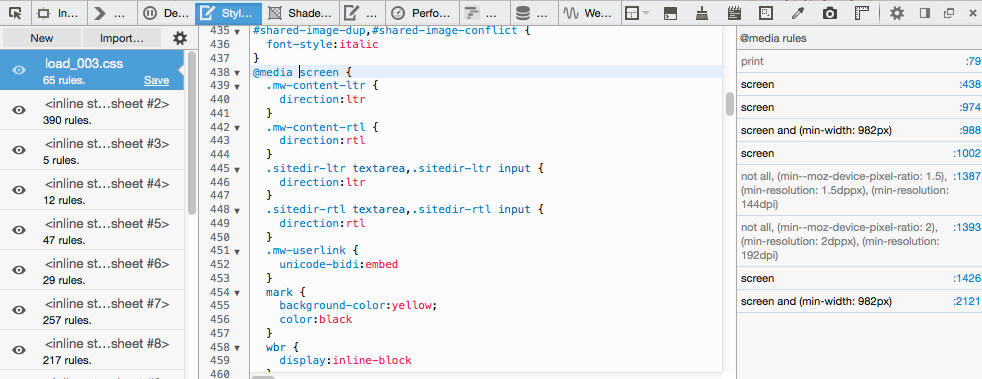 In...
...
De...
Styl...
Shade...
...
Perfo...
...
...
We...
New
Import...
load_003.css
65 rules.
Save
<inline st...sheet #2>
390 rules.
<inline st...sheet #3>
5 rules.
<inline st...sheet #4>
12 rules.
<inline st...sheet #5>
47 rules.
<inline st...sheet #6>
29 rules.
<inline st...sheet #7>
257 rules.
<inline st...sheet #8>
217 rules.
435 #shared-image-dup,#shared-image-conflict {
436 font-style:italic
437 }
438 @media screen {
439 .mw-content-ltr {
440 direction:ltr
441 }
442 .mw-content-rtl {
443 direction:rtl
444 }
445 .sitedir-ltr textarea,.sitedir-ltr input {
446 direction:ltr
447 }
448 .sitedir-rtl textarea,.sitedir-rtl input {
449 direction:rtl
450 }
451 .mw-userlink {
452 unicode-bidi:embed
453 }
454 mark {
455 background-color:yellow;
456 color:black
457 }
458 wbr {
459 display:inline-block
460
@media rules
print :79
screen :438
screen :974
screen and (min-width: 982px) :988
screen :1002
not all, (min--moz-device-pixel-ratio: 1.5), :1387
(min-resolution: 1.5dppx), (min-resolution:
144dpi)
not all, (min--moz-device-pixel-ratio: 2), :1393
(min-resolution: 2dppx), (min-resolution:
192dpi)
screen :1426
screen and (min-width: 982px) :2121